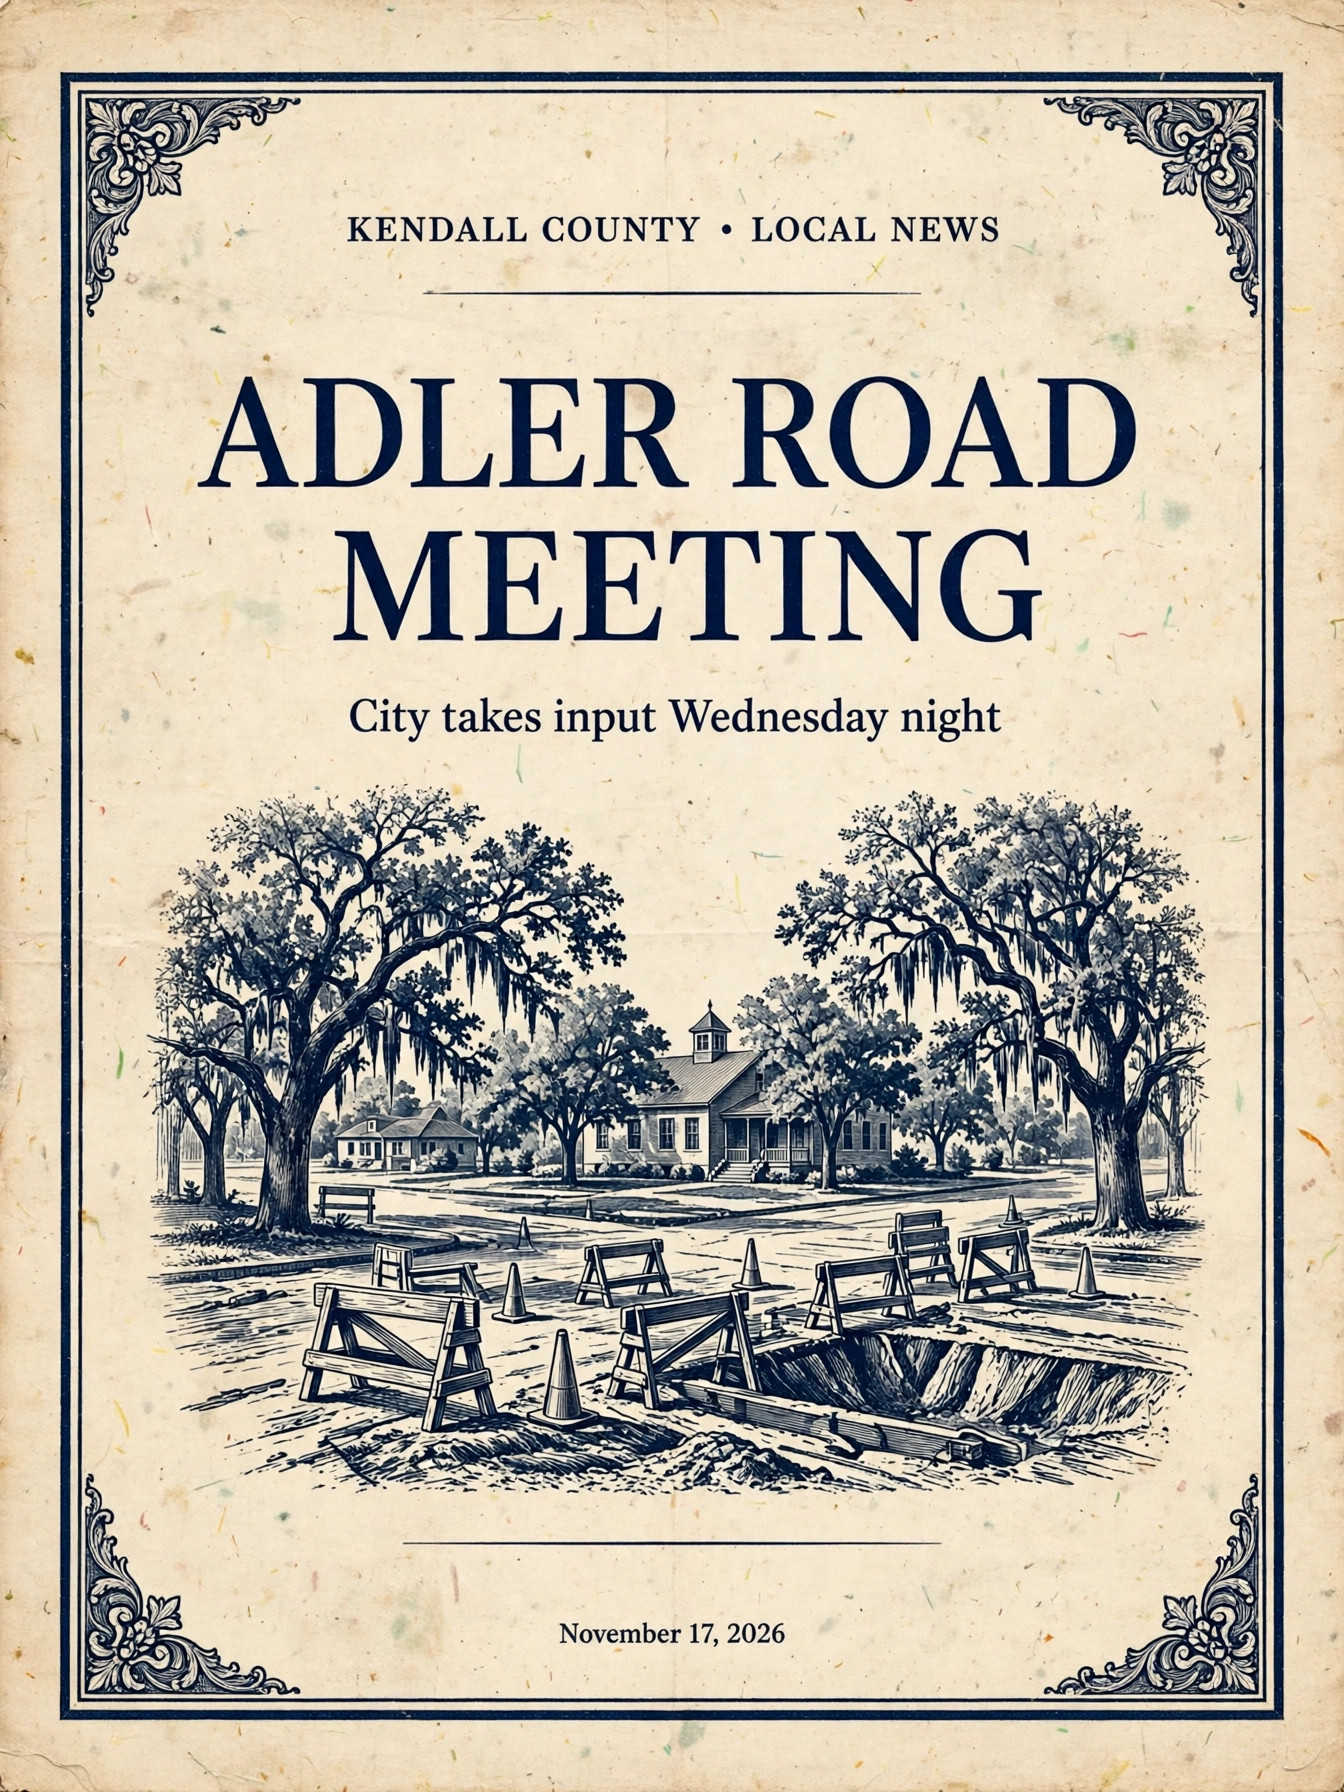 KENDALL COUNTY • LOCAL NEWS
ADLER ROAD
MEETING
City takes input Wednesday night
November 17, 2026